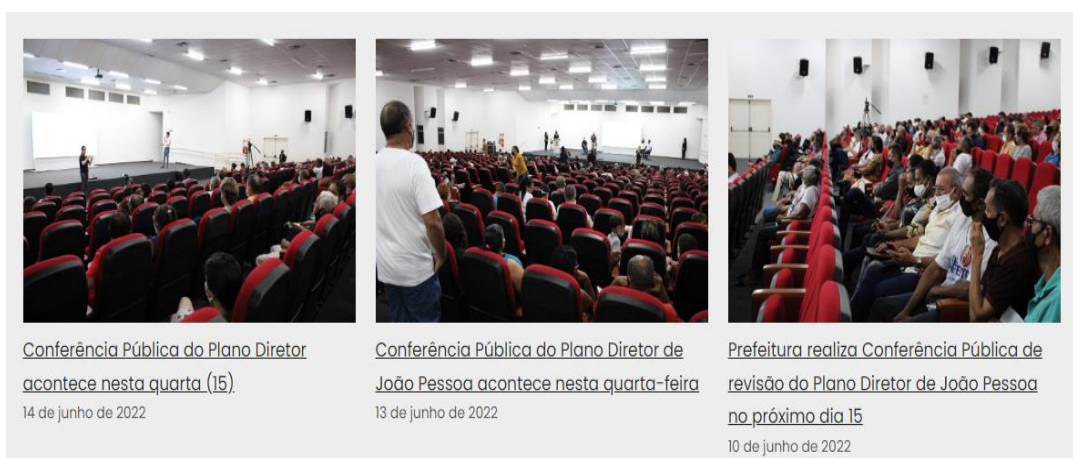 Conferência Pública do Plano Diretor
acontece nesta quarta (15)
14 de junho de 2022
Conferência Pública do Plano Diretor de
João Pessoa acontece nesta quarta-feira
13 de junho de 2022
Prefeitura realiza Conferência Pública de
revisão do Plano Diretor de João Pessoa
no próximo dia 15
10 de junho de 2022